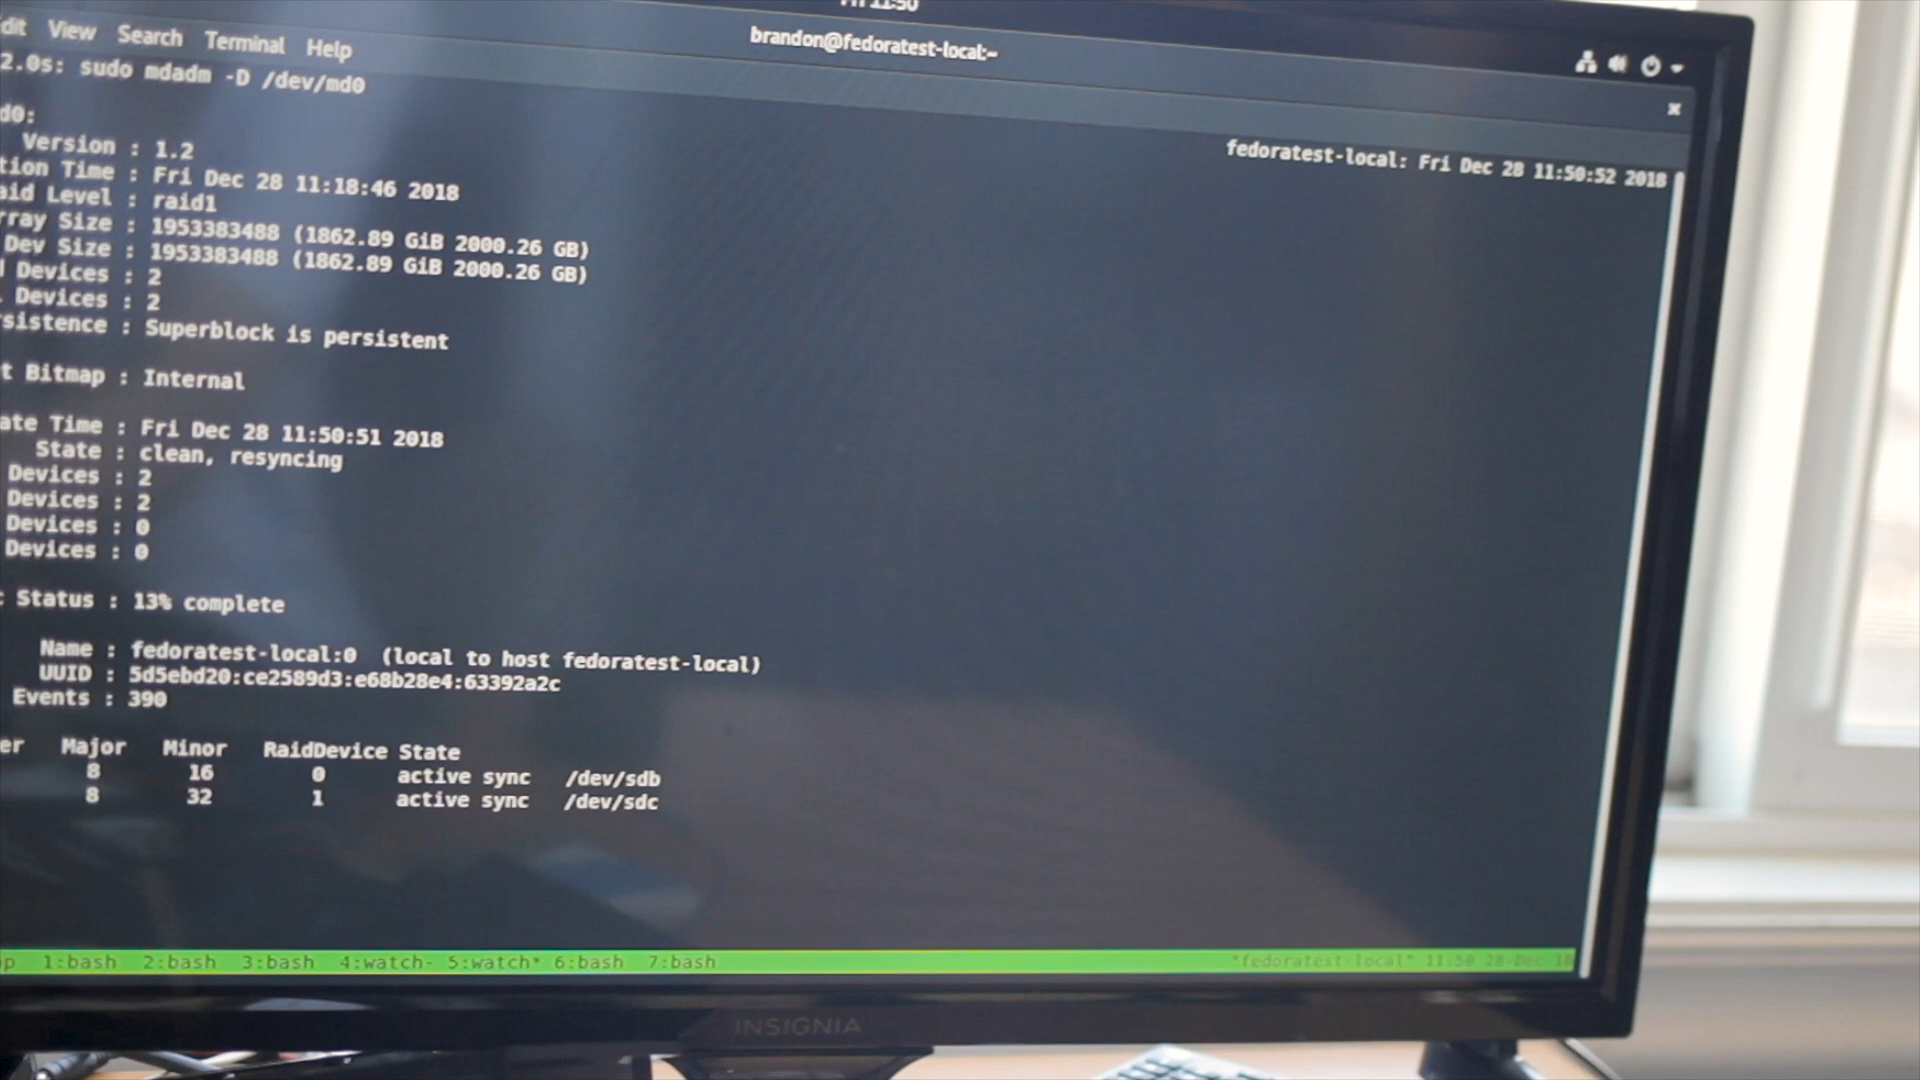 View Search Terminal Help
brandon@fedoratest-local:~
2.0s: sudo mdadm -D /dev/md0
fedoratest-local: Fri Dec 28 11:50:52 2018
d0:
Version : 1.2
tion Time : Fri Dec 28 11:18:46 2018
aid Level : raid1
rray Size : 1953383488 (1862.89 GiB 2000.26 GB)
Dev Size : 1953383488 (1862.89 GiB 2000.26 GB)
Devices : 2
Devices : 2
sistence : Superblock is persistent
t Bitmap : Internal
ate Time : Fri Dec 28 11:50:51 2018
State : clean, resyncing
Devices : 2
Devices : 2
Devices : 0
Devices : 0
Status : 13% complete
Name : fedoratest-local:0 (local to host fedoratest-local)
UUID : 5d5ebd20:ce2589d3:e68b28e4:63392a2c
Events : 390
er Major Minor RaidDevice State
8 16 0 active sync /dev/sdb
8 32 1 active sync /dev/sdc
p 1:bash 2:bash 3:bash 4:watch- 5:watch* 6:bash 7:bash "fedoratest-local" 11:50 28-Dec-18
INSIGNIA